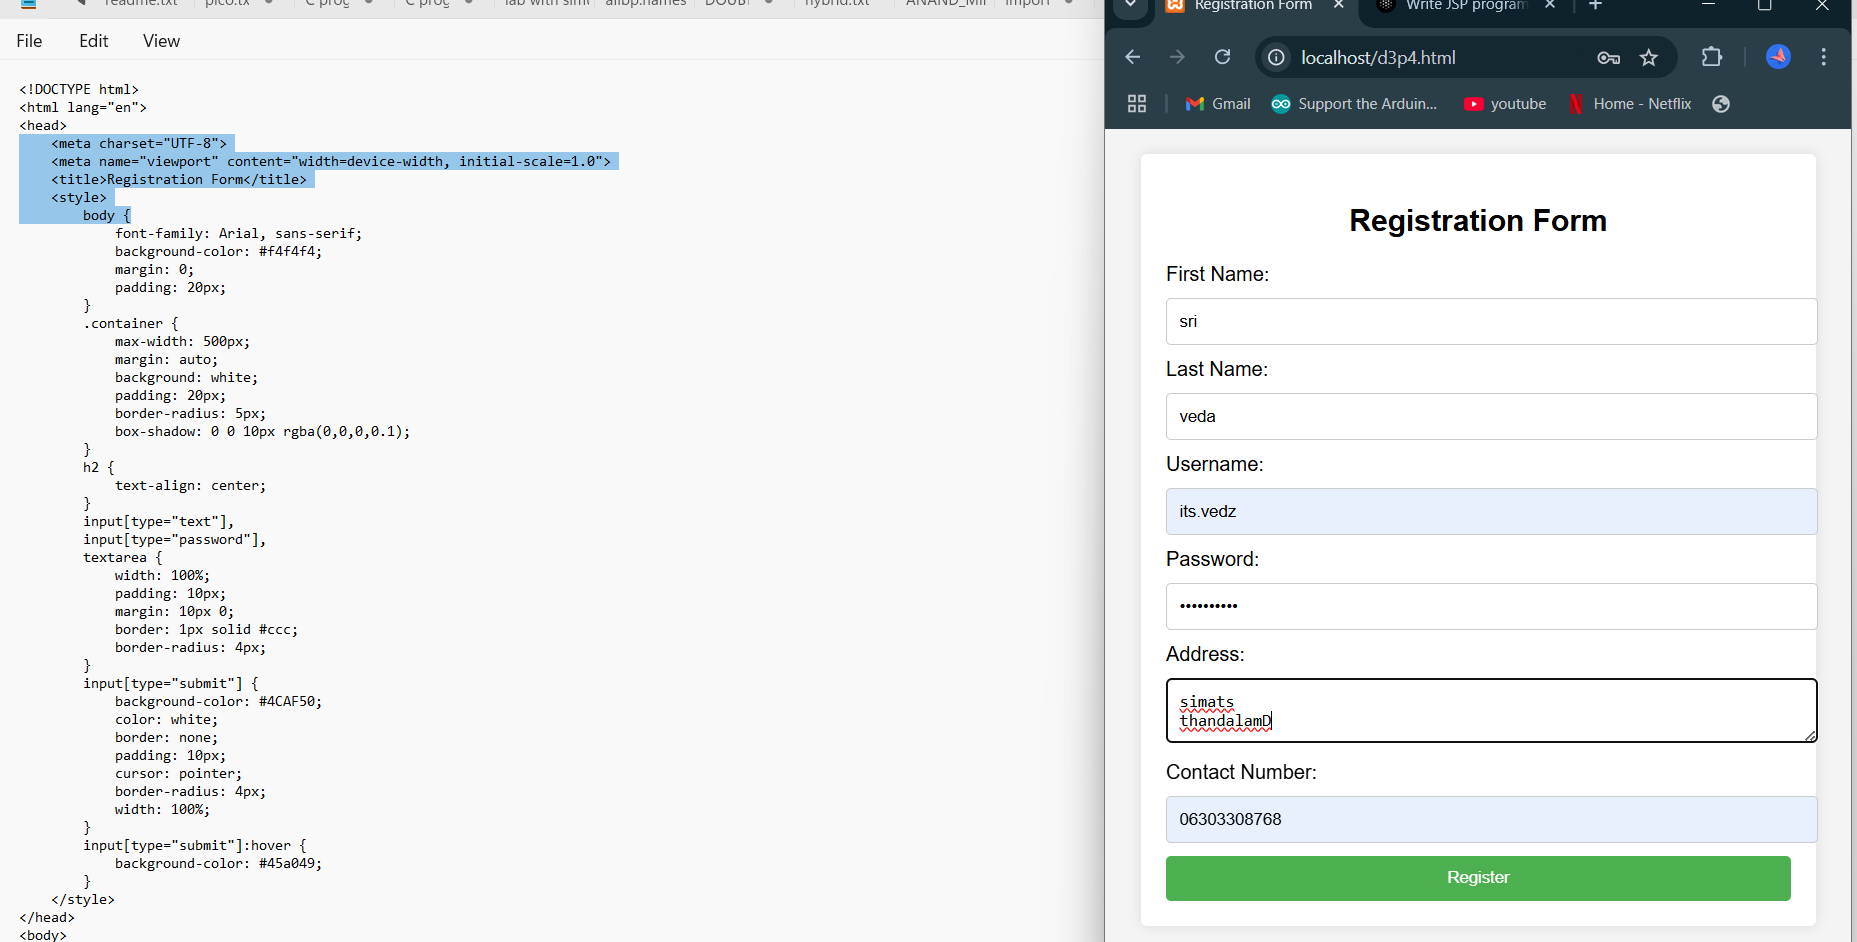 readme.txt
pico.tx
C prog
C prog
lab with simu
allbp.names
DOUBT
hybrid.txt
ANAND_MII
import
File Edit View
<!DOCTYPE html>
<html lang="en">
<head>
    <meta charset="UTF-8">
    <meta name="viewport" content="width=device-width, initial-scale=1.0">
    <title>Registration Form</title>
    <style>
        body {
            font-family: Arial, sans-serif;
            background-color: #f4f4f4;
            margin: 0;
            padding: 20px;
        }
        .container {
            max-width: 500px;
            margin: auto;
            background: white;
            padding: 20px;
            border-radius: 5px;
            box-shadow: 0 0 10px rgba(0,0,0,0.1);
        }
        h2 {
            text-align: center;
        }
        input[type="text"],
        input[type="password"],
        textarea {
            width: 100%;
            padding: 10px;
            margin: 10px 0;
            border: 1px solid #ccc;
            border-radius: 4px;
        }
        input[type="submit"] {
            background-color: #4CAF50;
            color: white;
            border: none;
            padding: 10px;
            cursor: pointer;
            border-radius: 4px;
            width: 100%;
        }
        input[type="submit"]:hover {
            background-color: #45a049;
        }
    </style>
</head>
<body>
Registration Form
Write JSP program
localhost/d3p4.html
Gmail
Support the Arduin...
youtube
Home - Netflix
Registration Form
First Name:
sri
Last Name:
veda
Username:
its.vedz
Password:
••••••••••
Address:
simats
thandalamD
Contact Number:
06303308768
Register